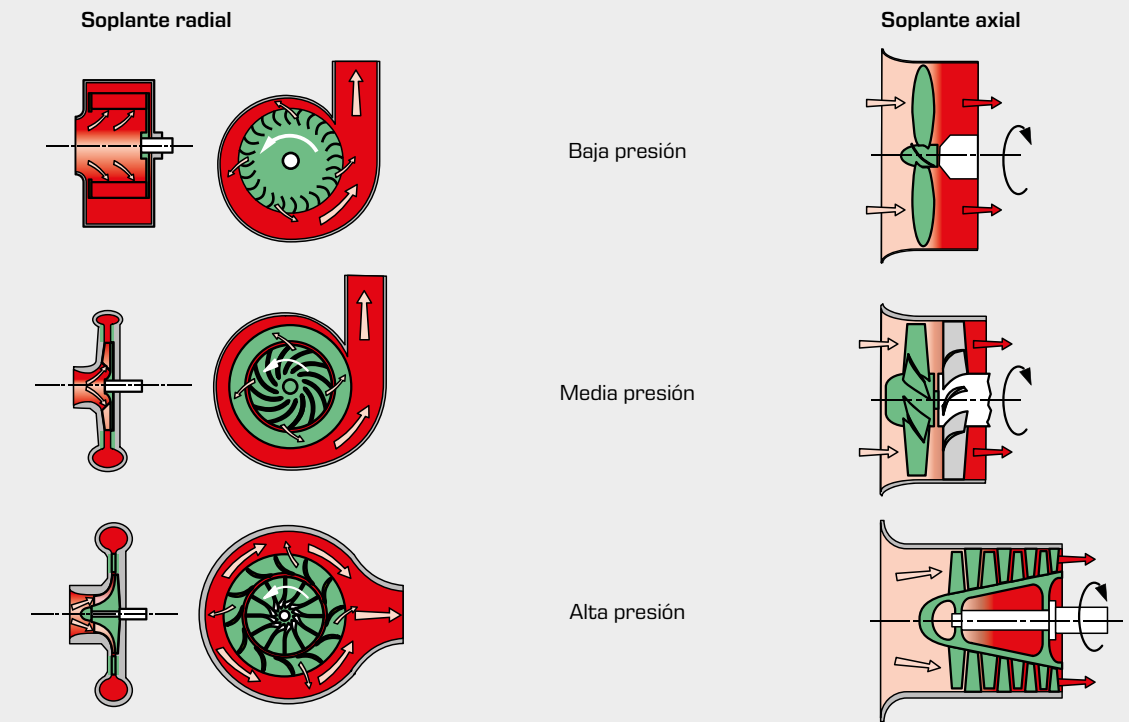 Soplante radial
Soplante axial
Baja presión
Media presión
Alta presión